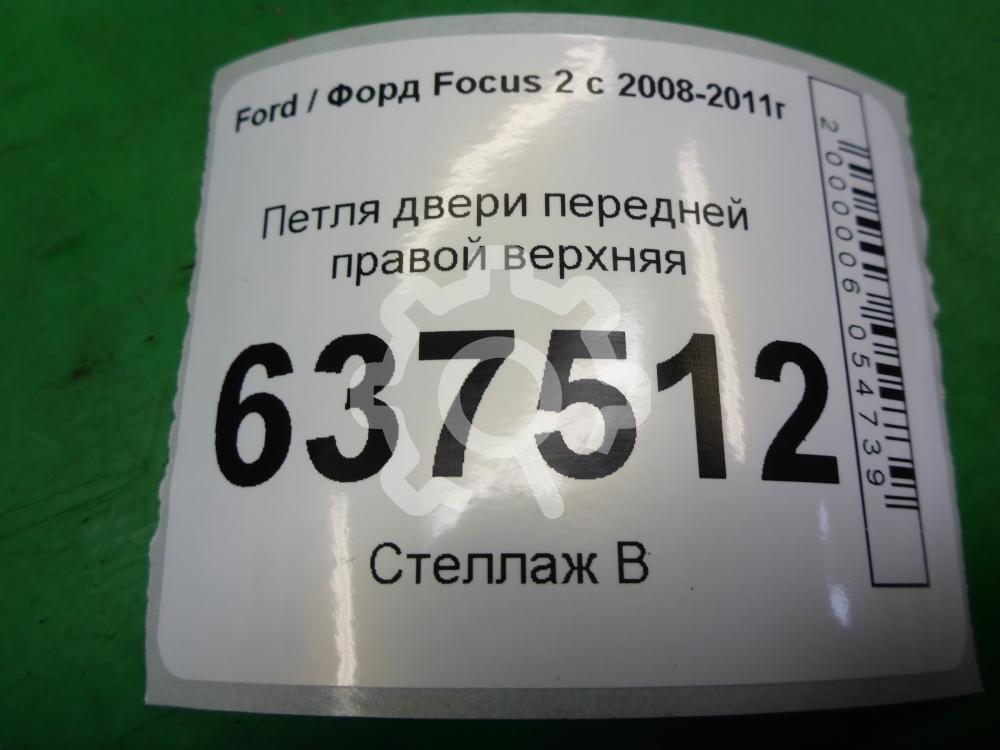 Ford / Форд Focus 2 с 2008-2011г
Петля двери передней
правой верхняя
637512
Стеллаж В
2000006054739